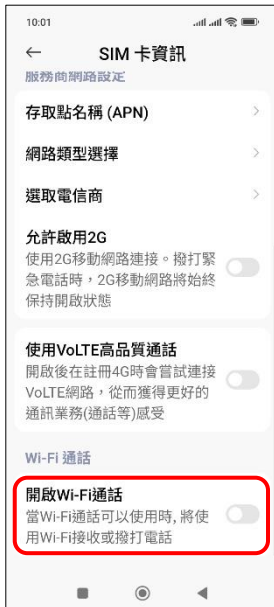 10:01
SIM 卡資訊
服務商網路設定
存取點名稱 (APN)
網路類型選擇
選取電信商
允許啟用2G
使用2G移動網路連接。撥打緊
急電話時，2G移動網路將始終
保持開啟狀態
使用VoLTE高品質通話
開啟後在註冊4G時會嘗試連接
VoLTE網路，從而獲得更好的
通訊業務(通話等)感受
Wi-Fi 通話
開啟Wi-Fi通話
當Wi-Fi通話可以使用時, 將使
用Wi-Fi接收或撥打電話